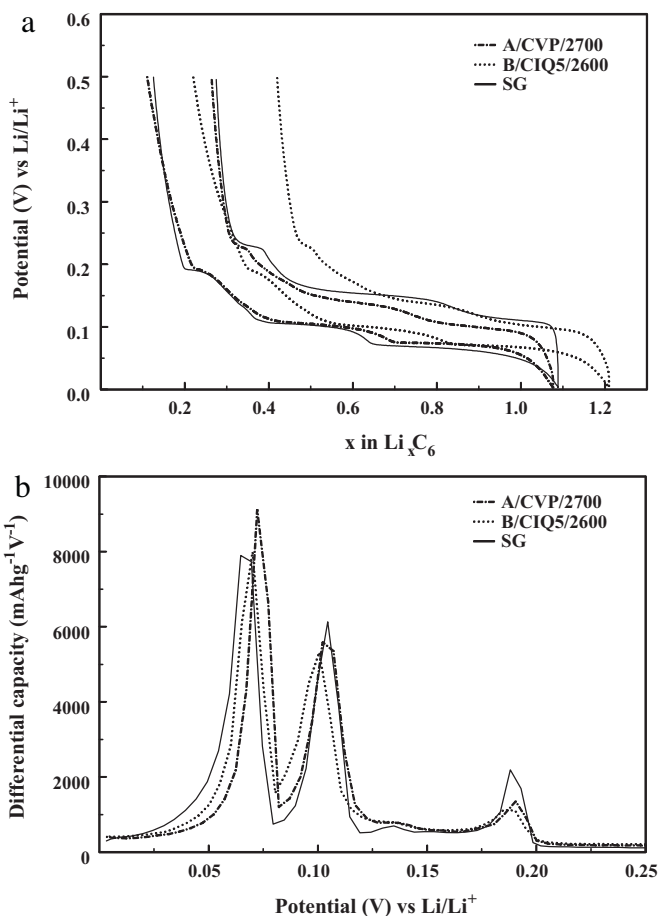 a
A/CVP/2700
B/CIQ5/2600
SG
Potential (V) vs Li/Li⁺
0.5
0.4
0.3
0.2
0.1
0.0
0.2 0.4 0.6 0.8 1.0 1.2
x in LiₓC₆
b
A/CVP/2700
B/CIQ5/2600
SG
Differential capacity (mAhg⁻¹V⁻¹)
10000
8000
6000
4000
2000
0
0.05 0.10 0.15 0.20 0.25
Potential (V) vs Li/Li⁺